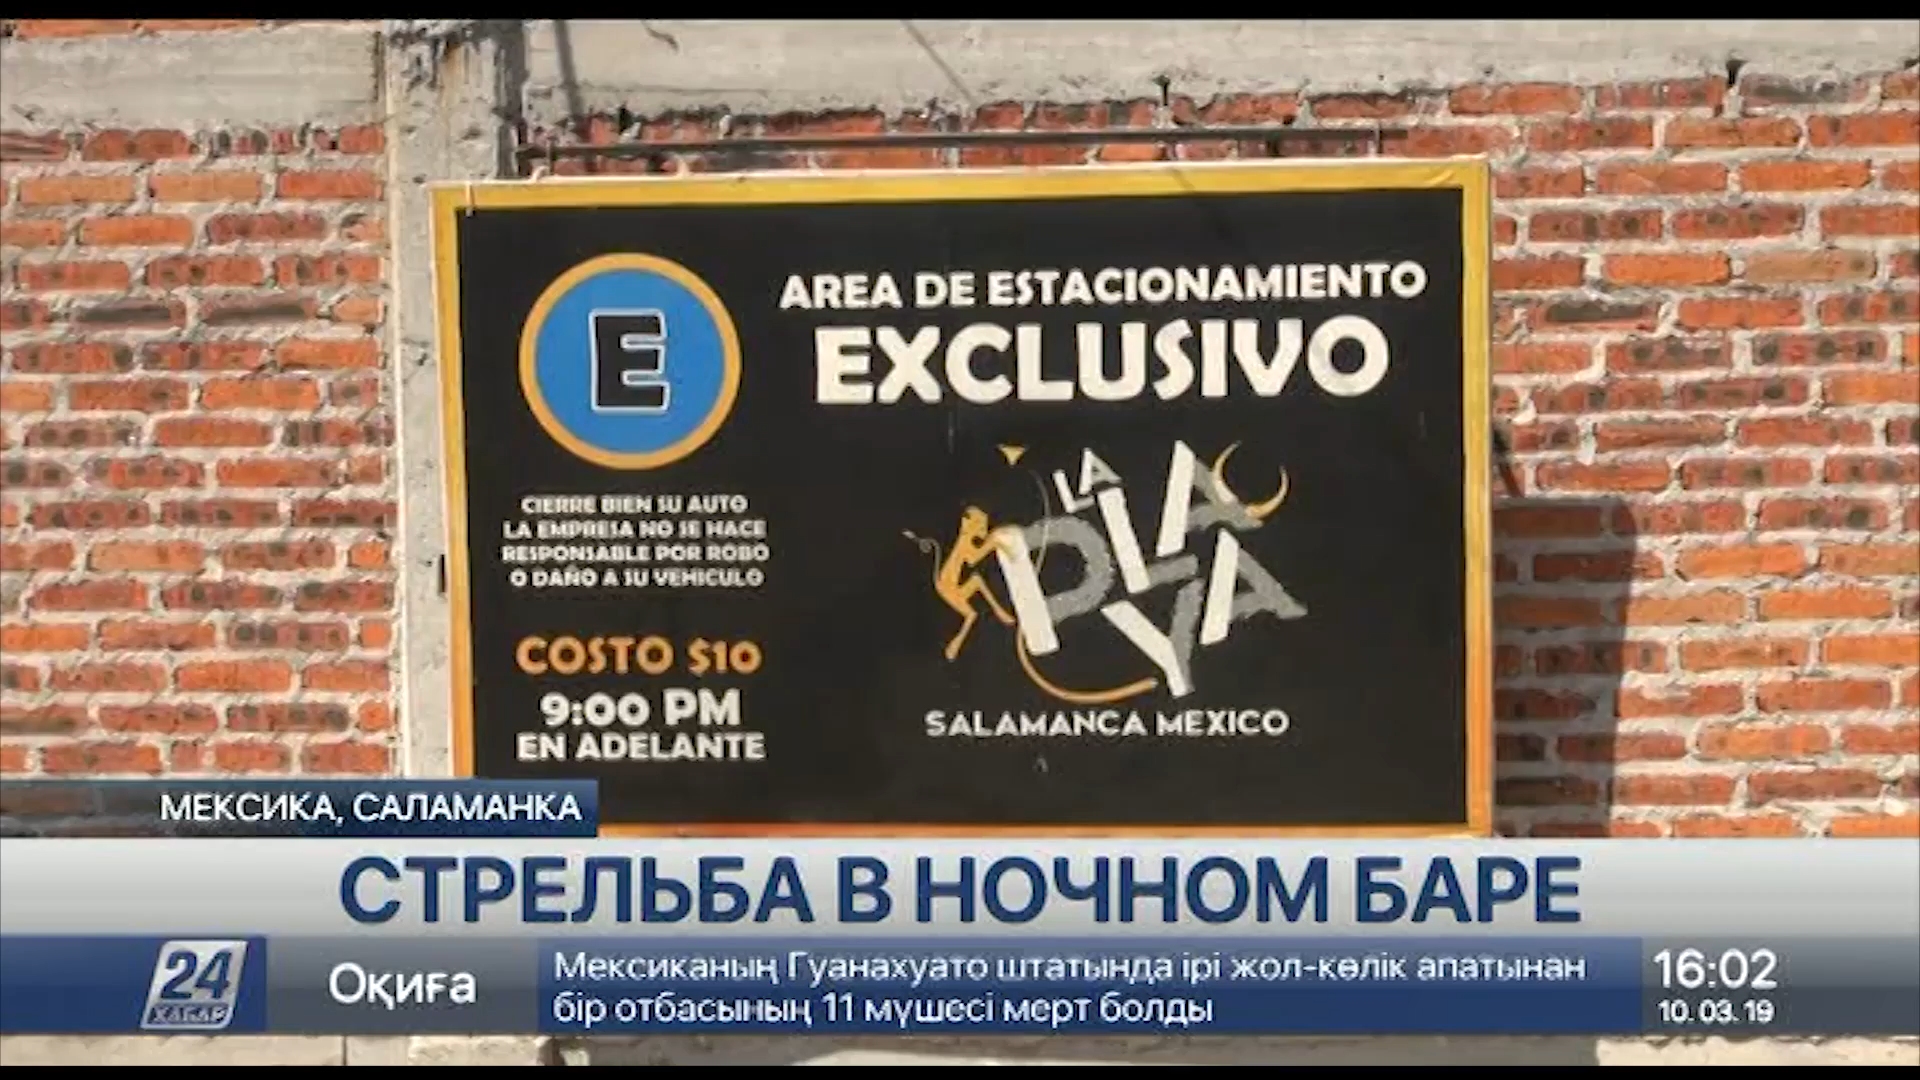 E
AREA DE ESTACIONAMIENTO
EXCLUSIVO
CIERRE BIEN SU AUTO
LA EMPRESA NO SE HACE
RESPONSABLE POR ROBO
O DAÑO A SU VEHICULO
COSTO $10
9:00 PM
EN ADELANTE
LA
PLAYA
SALAMANCA MEXICO
МЕКСИКА, САЛАМАНКА
СТРЕЛЬБА В НОЧНОМ БАРЕ
24
ХАБАР
Оқиға
Мексиканың Гуанахуато штатында ірі жол-көлік апатынан
бір отбасының 11 мүшесі мерт болды
16:02
10.03.19